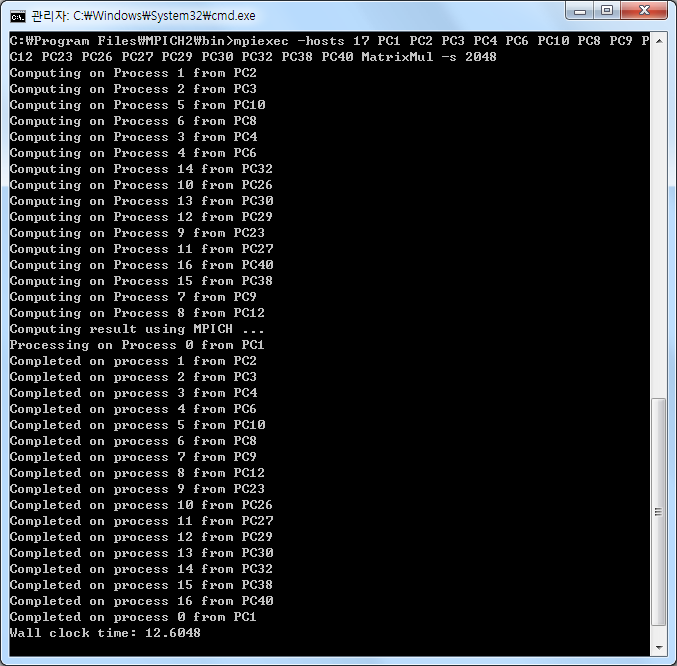 관리자: C:₩Windows₩System32₩cmd.exe
C:₩Program Files₩MPICH2₩bin>mpiexec -hosts 17 PC1 PC2 PC3 PC4 PC6 PC10 PC8 PC9 P
C12 PC23 PC26 PC27 PC29 PC30 PC32 PC38 PC40 MatrixMul -s 2048
Computing on Process 1 from PC2
Computing on Process 2 from PC3
Computing on Process 5 from PC10
Computing on Process 6 from PC8
Computing on Process 3 from PC4
Computing on Process 4 from PC6
Computing on Process 14 from PC32
Computing on Process 10 from PC26
Computing on Process 13 from PC30
Computing on Process 12 from PC29
Computing on Process 9 from PC23
Computing on Process 11 from PC27
Computing on Process 16 from PC40
Computing on Process 15 from PC38
Computing on Process 7 from PC9
Computing on Process 8 from PC12
Computing result using MPICH ...
Processing on Process 0 from PC1
Completed on process 1 from PC2
Completed on process 2 from PC3
Completed on process 3 from PC4
Completed on process 4 from PC6
Completed on process 5 from PC10
Completed on process 6 from PC8
Completed on process 7 from PC9
Completed on process 8 from PC12
Completed on process 9 from PC23
Completed on process 10 from PC26
Completed on process 11 from PC27
Completed on process 12 from PC29
Completed on process 13 from PC30
Completed on process 14 from PC32
Completed on process 15 from PC38
Completed on process 16 from PC40
Completed on process 0 from PC1
Wall clock time: 12.6048